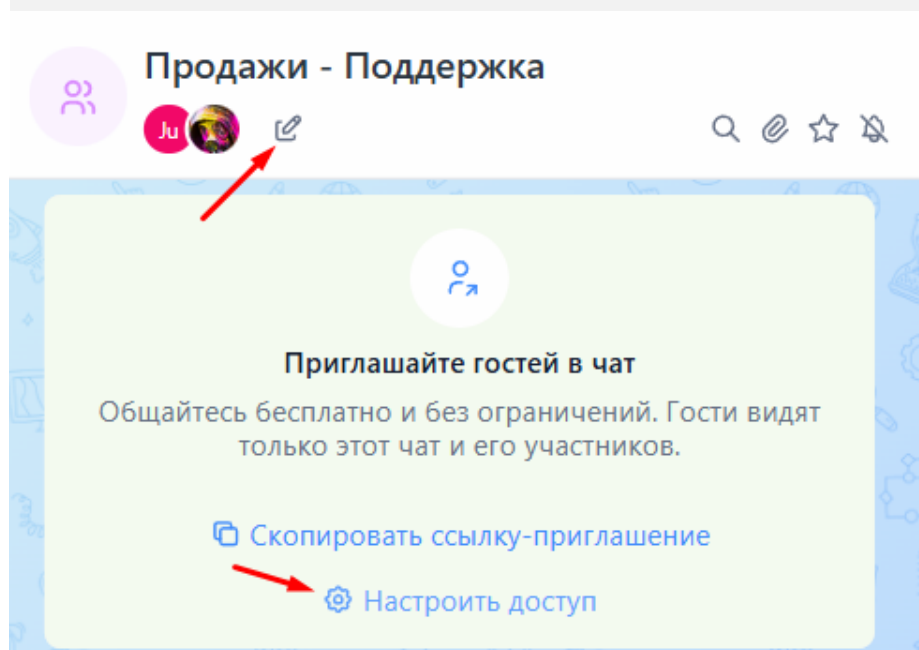 Продажи - Поддержка
Ju
Приглашайте гостей в чат
Общайтесь бесплатно и без ограничений. Гости видят
только этот чат и его участников.
Скопировать ссылку-приглашение
Настроить доступ